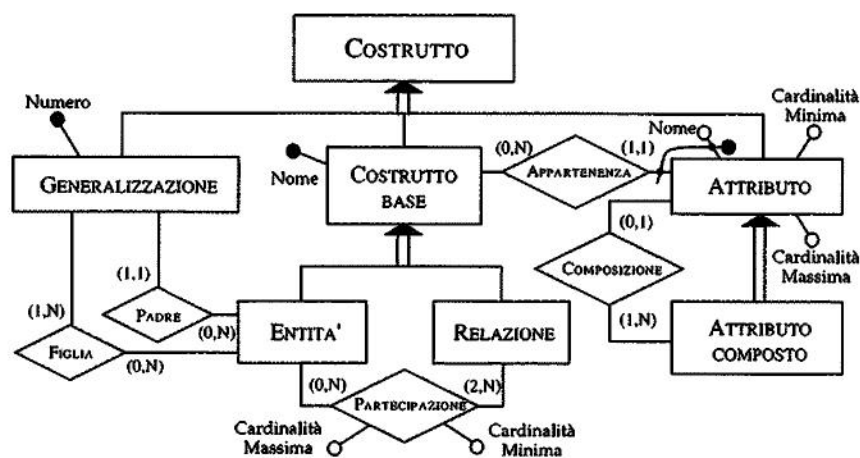 COSTRUTTO
Numero
Cardinalità
Minima
Nome
(0,N)
(1,1)
GENERALIZZAZIONE
Nome
COSTRUTTO
BASE
APPARTENENZA
ATTRIBUTO
(0,1)
(1,1)
COMPOSIZIONE
Cardinalità
Massima
(1,N)
PADRE
(0,N)
ENTITA'
RELAZIONE
(1,N)
ATTRIBUTO
COMPOSTO
FIGLIA
(0,N)
(0,N)
(2,N)
PARTECIPAZIONE
Cardinalità
Massima
Cardinalità
Minima